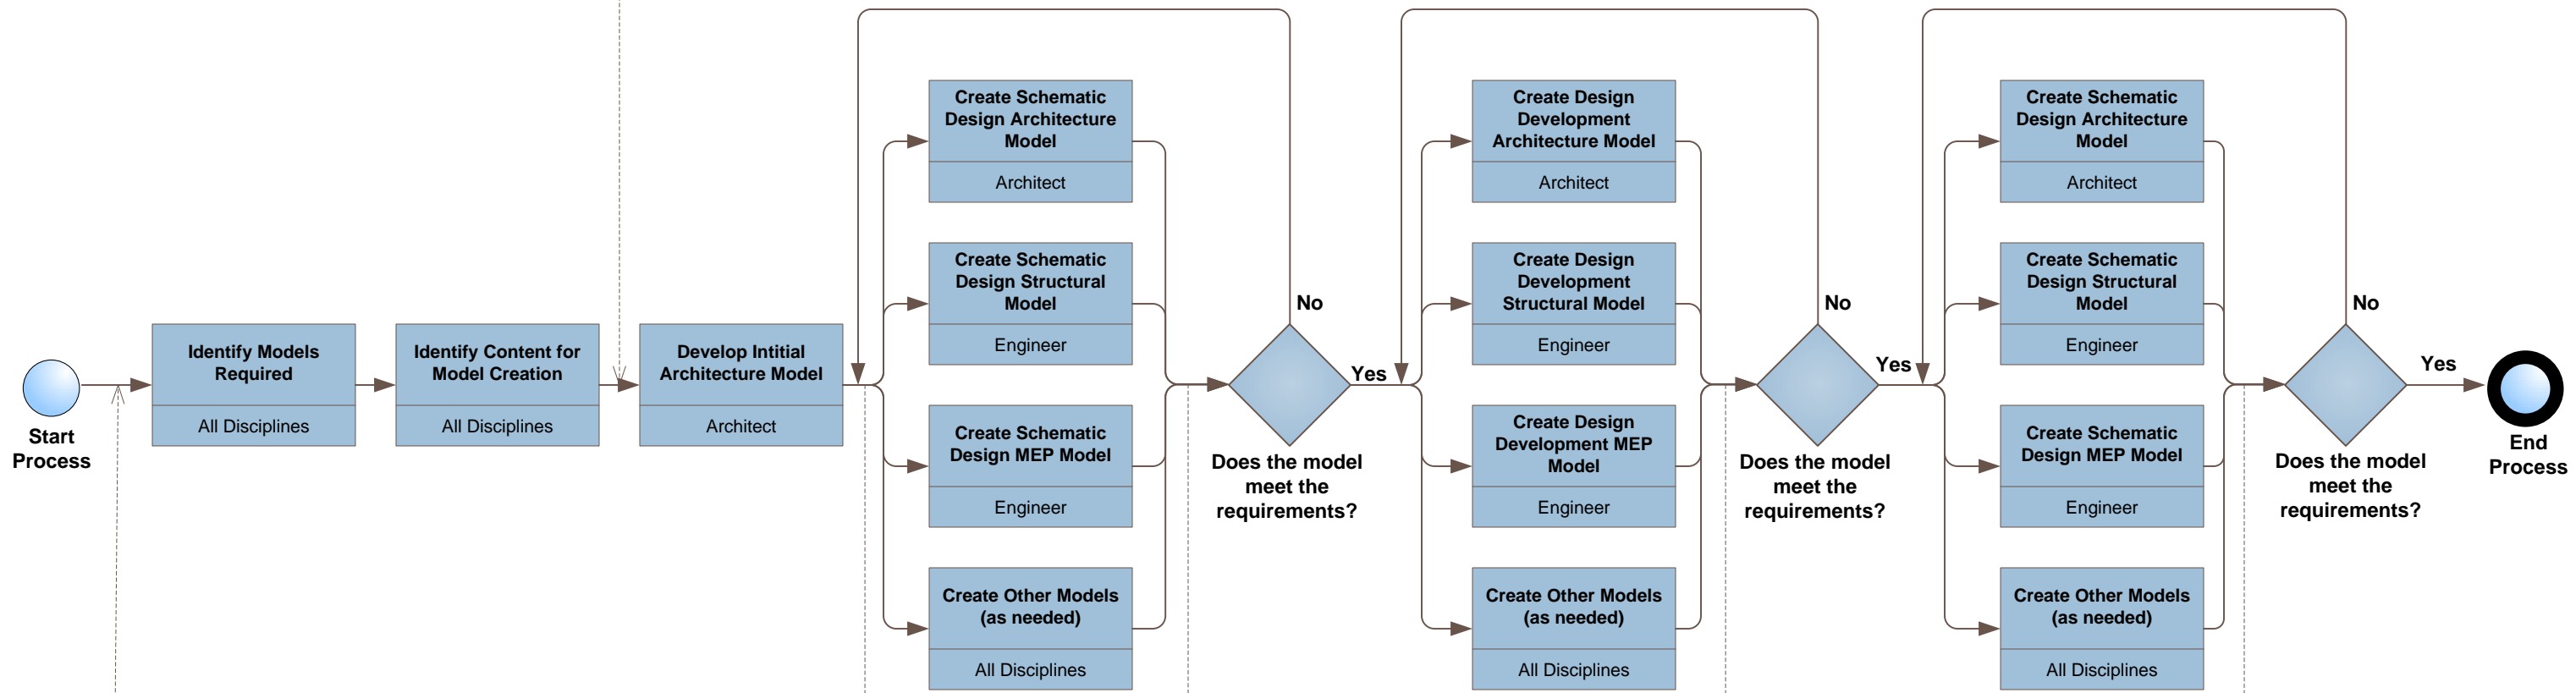 Start
Process
Identify Models
Required
All Disciplines
Identify Content for
Model Creation
All Disciplines
Develop Intitial
Architecture Model
Architect
Create Schematic
Design Architecture
Model
Architect
Create Schematic
Design Structural
Model
Engineer
Create Schematic
Design MEP Model
Engineer
Create Other Models
(as needed)
All Disciplines
No
Yes
Does the model
meet the
requirements?
Create Design
Development
Architecture Model
Architect
Create Design
Development
Structural Model
Engineer
Create Design
Development MEP
Model
Engineer
Create Other Models
(as needed)
All Disciplines
No
Yes
Does the model
meet the
requirements?
Create Schematic
Design Architecture
Model
Architect
Create Schematic
Design Structural
Model
Engineer
Create Schematic
Design MEP Model
Engineer
Create Other Models
(as needed)
All Disciplines
No
Yes
Does the model
meet the
requirements?
End
Process